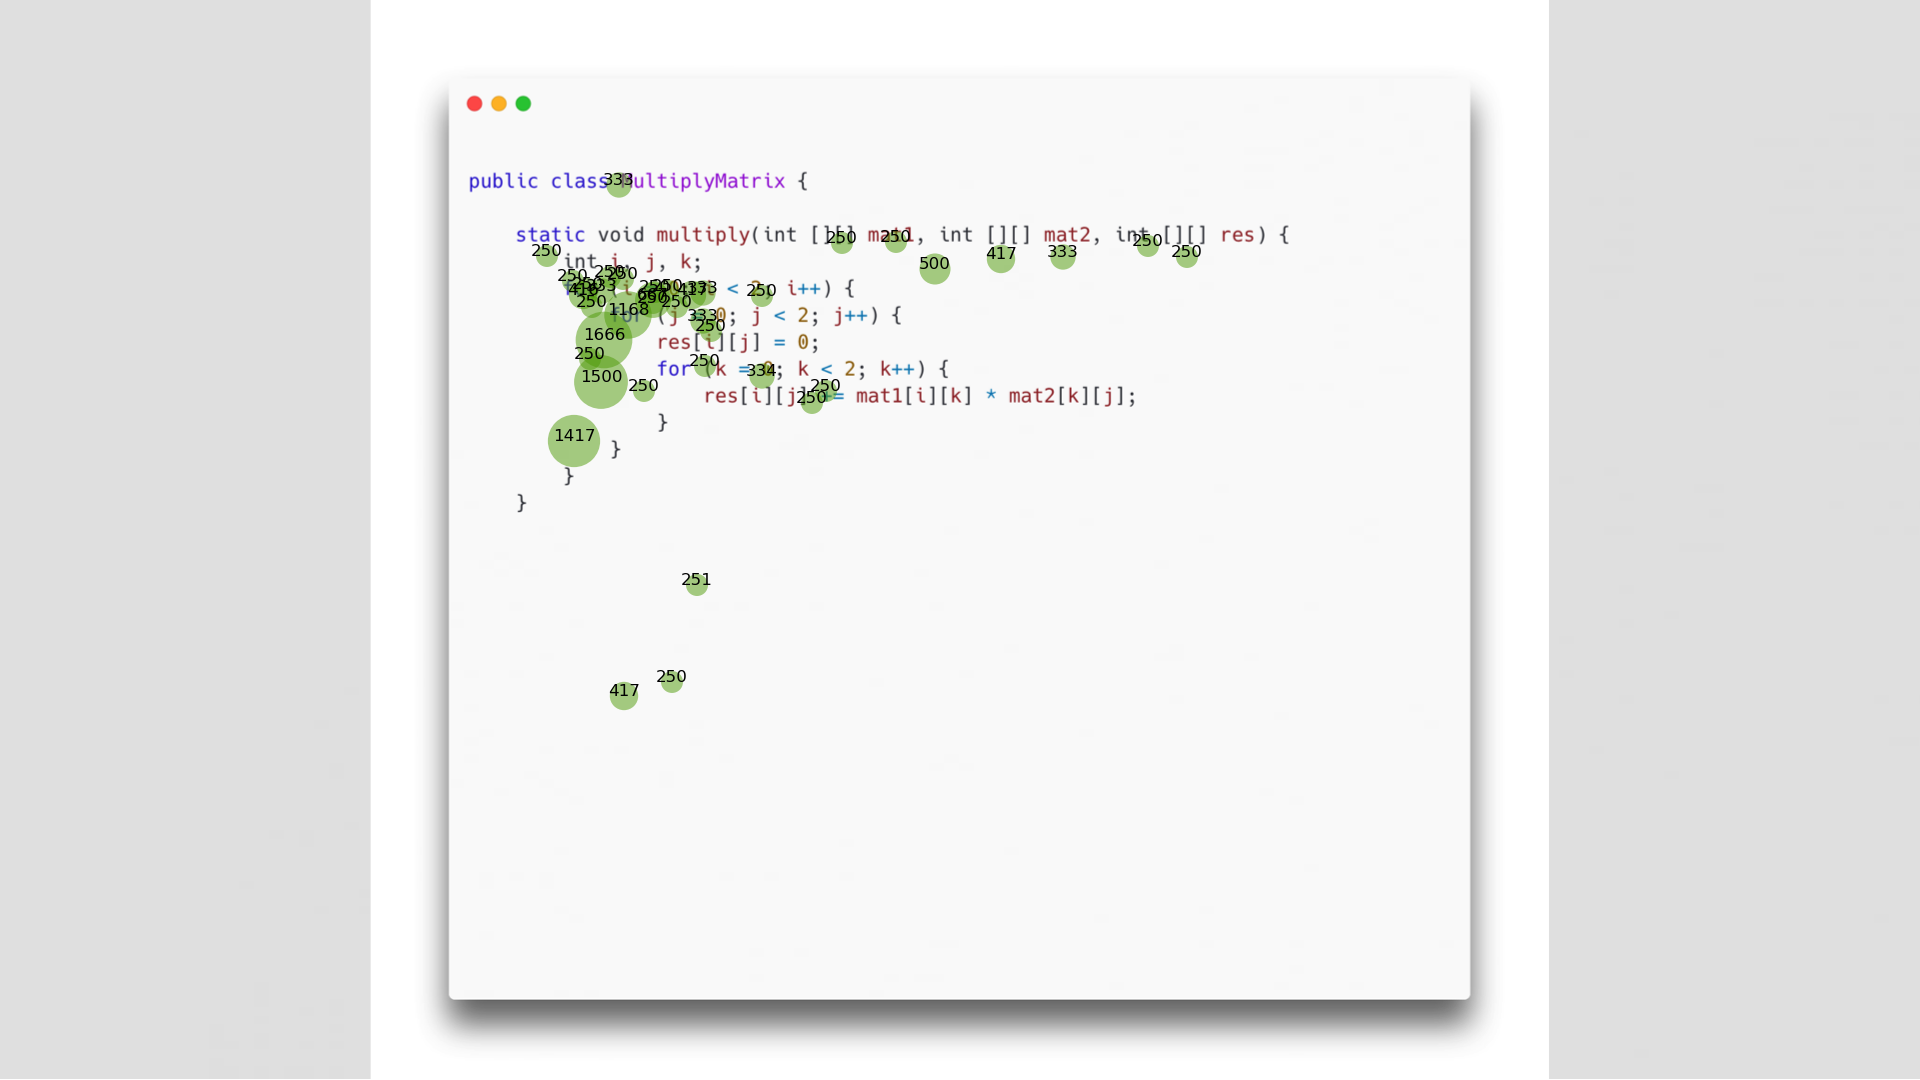 public class MultiplyMatrix {
333
static void multiply(int [][] mat1, int [][] mat2, int [][] res) {
250 250 250
250 500 417 333 250
int i, j, k;
250 250 250
for (i < 2; i++) {
416 333 250 250 417 333 250
250 250
1168
for (j = 0; j < 2; j++) {
333
250
1666
res[i][j] = 0;
250 250
for (k = 0; k < 2; k++) {
334
1500 250 250
res[i][j] += mat1[i][k] * mat2[k][j];
250
}
1417
}
}
}
251
250
417